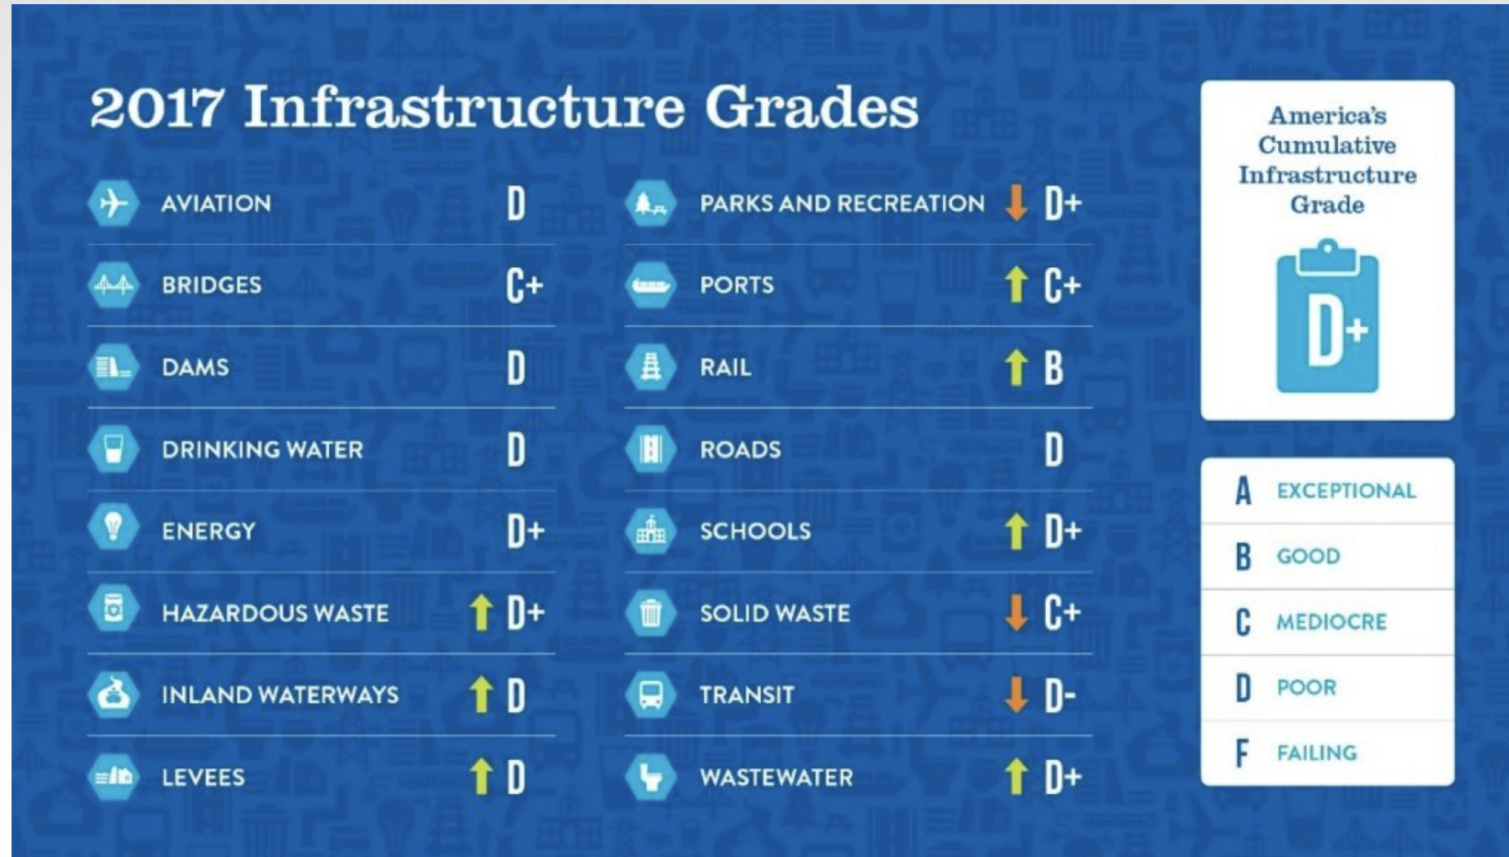 2017 Infrastructure Grades
AVIATION D
BRIDGES C+
DAMS D
DRINKING WATER D
ENERGY D+
HAZARDOUS WASTE D+
INLAND WATERWAYS D
LEVEES D
PARKS AND RECREATION D+
PORTS C+
RAIL B
ROADS D
SCHOOLS D+
SOLID WASTE C+
TRANSIT D-
WASTEWATER D+
America's
Cumulative
Infrastructure
Grade
D+
A EXCEPTIONAL
B GOOD
C MEDIOCRE
D POOR
F FAILING